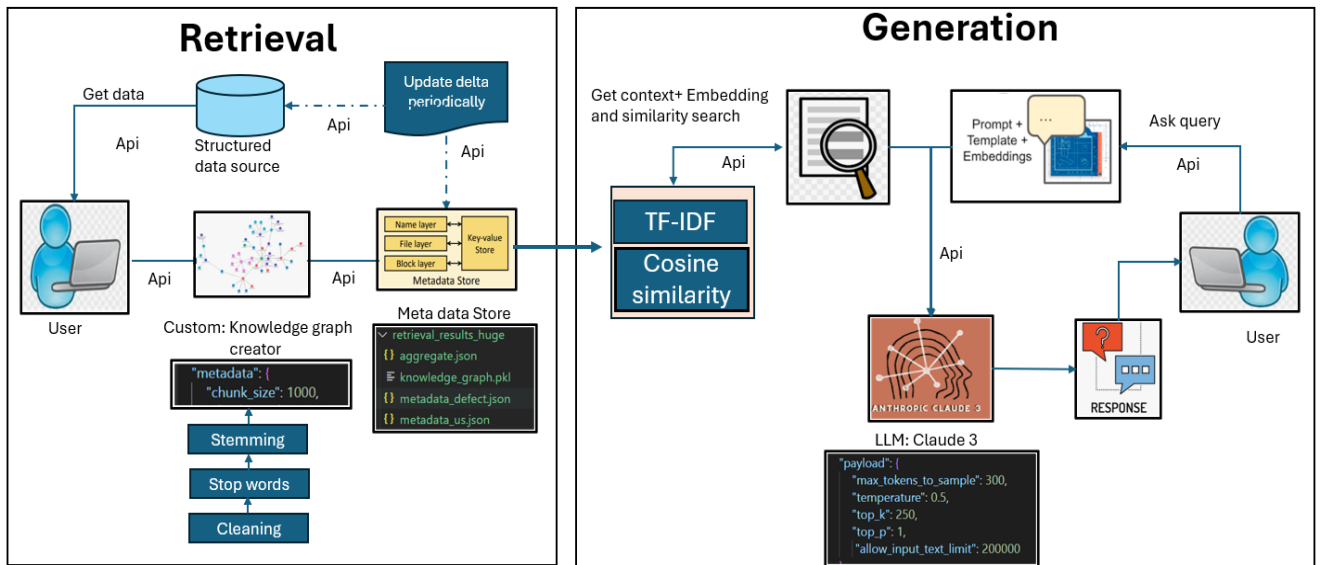 Retrieval
Get data
Api
Structured
data source
Api
Update delta
periodically
Api
User
Api
Custom: Knowledge graph
creator
"metadata": {
"chunk_size": 1000,
Stemming
Stop words
Cleaning
Api
Name layer
File layer
Block layer
Key-value
Store
Metadata Store
Meta data Store
retrieval_results_huge
{} aggregate.json
knowledge_graph.pkl
{} metadata_defect.json
{} metadata_us.json
Generation
Get context+ Embedding
and similarity search
Api
TF-IDF
Cosine
similarity
Prompt +
Template +
Embeddings
...
Ask query
Api
User
Api
ANTHROPIC CLAUDE 3
LLM: Claude 3
"payload": {
"max_tokens_to_sample": 300,
"temperature": 0.5,
"top_k": 250,
"top_p": 1,
"allow_input_text_limit": 200000
?
RESPONSE